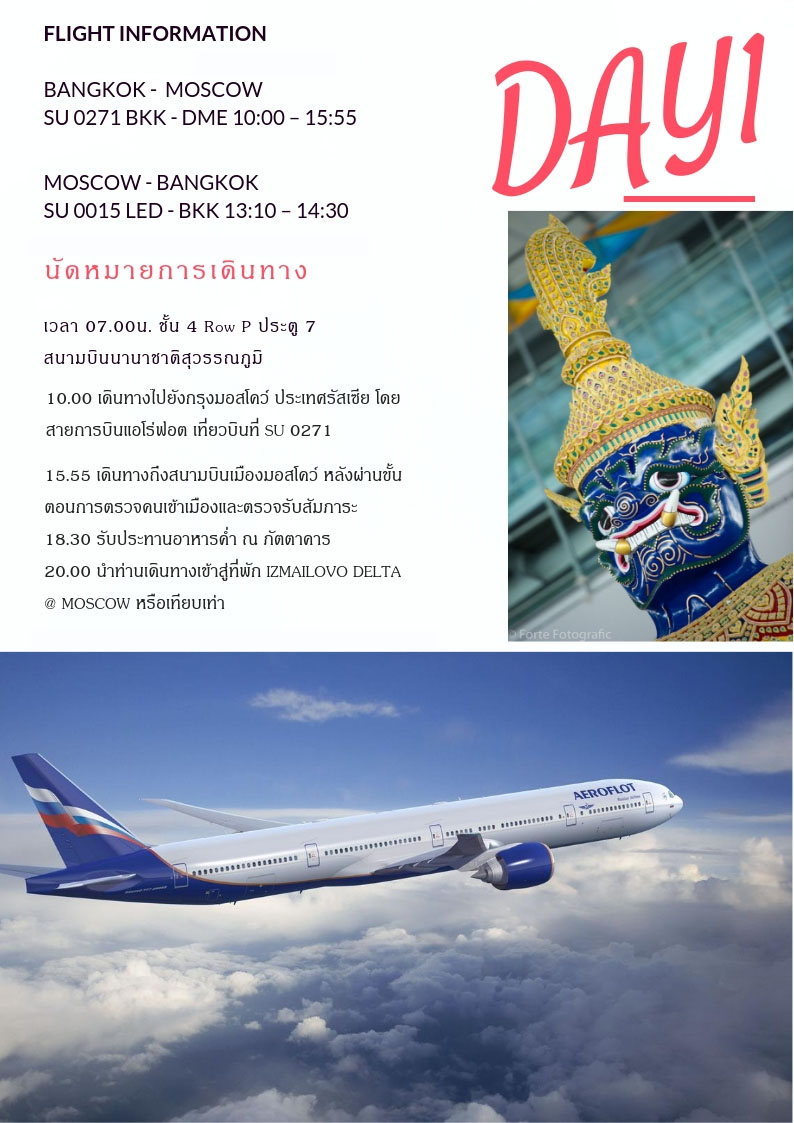 FLIGHT INFORMATION
BANGKOK - MOSCOW
SU 0271 BKK - DME 10:00 – 15:55
MOSCOW - BANGKOK
SU 0015 LED - BKK 13:10 – 14:30
DAY1
นัดหมายการเดินทาง
เวลา 07.00น. ชั้น 4 Row P ประตู 7
สนามบินนานาชาติสุวรรณภูมิ
10.00 เดินทางไปยังกรุงมอสโคว์ ประเทศรัสเซีย โดย
สายการบินแอโร่ฟอต เที่ยวบินที่ SU 0271
15.55 เดินทางถึงสนามบินเมืองมอสโคว์ หลังผ่านขั้น
ตอนการตรวจคนเข้าเมืองและตรวจรับสัมภาระ
18.30 รับประทานอาหารค่ำ ณ ภัตตาคาร
20.00 นำท่านเดินทางเข้าสู่ที่พัก IZMAILOVO DELTA
@ MOSCOW หรือเทียบเท่า
© Forte Fotografic
AEROFLOT